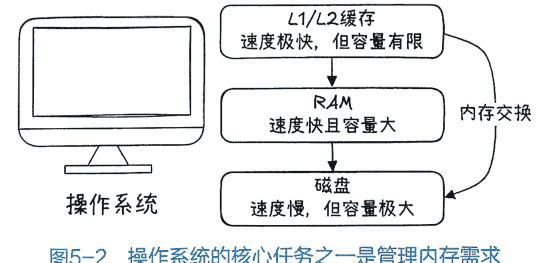 L1/L2缓存
速度极快，但容量有限
RAM
速度快且容量大
内存交换
磁盘
速度慢，但容量极大
操作系统
图5-2 操作系统的核心任务之一是管理内存需求